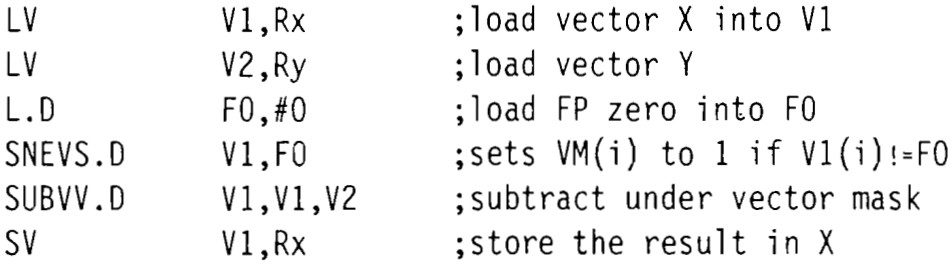 LV V1,Rx ;load vector X into V1
LV V2,Ry ;load vector Y
L.D F0,#0 ;load FP zero into F0
SNEVS.D V1,F0 ;sets VM(i) to 1 if V1(i)!=F0
SUBVV.D V1,V1,V2 ;subtract under vector mask
SV V1,Rx ;store the result in X